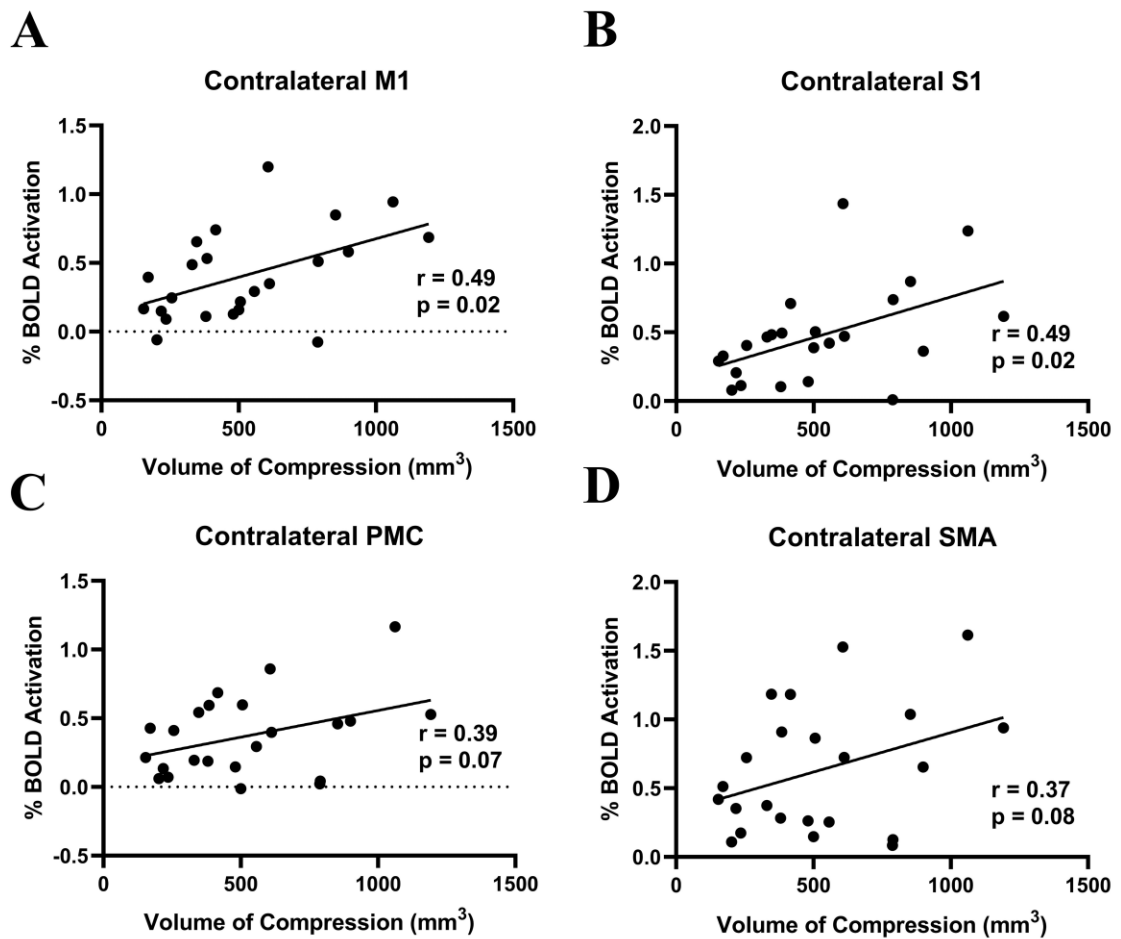 A
Contralateral M1
% BOLD Activation
1.5
1.0
0.5
0.0
-0.5
0
500
1000
1500
r = 0.49
p = 0.02
Volume of Compression (mm³)
B
Contralateral S1
% BOLD Activation
2.0
1.5
1.0
0.5
0.0
0
500
1000
1500
r = 0.49
p = 0.02
Volume of Compression (mm³)
C
Contralateral PMC
% BOLD Activation
1.5
1.0
0.5
0.0
-0.5
0
500
1000
1500
r = 0.39
p = 0.07
Volume of Compression (mm³)
D
Contralateral SMA
% BOLD Activation
2.0
1.5
1.0
0.5
0.0
0
500
1000
1500
r = 0.37
p = 0.08
Volume of Compression (mm³)